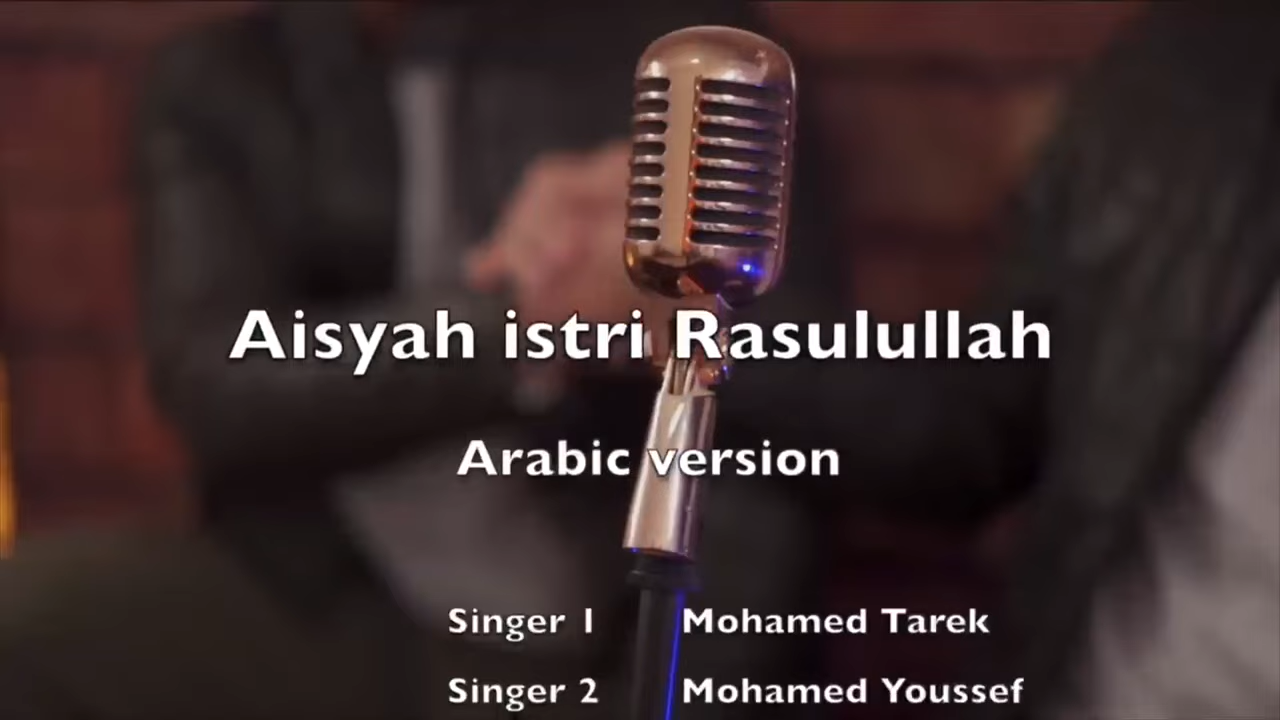 Aisyah istri Rasulullah
Arabic version
Singer 1 Mohamed Tarek
Singer 2 Mohamed Youssef